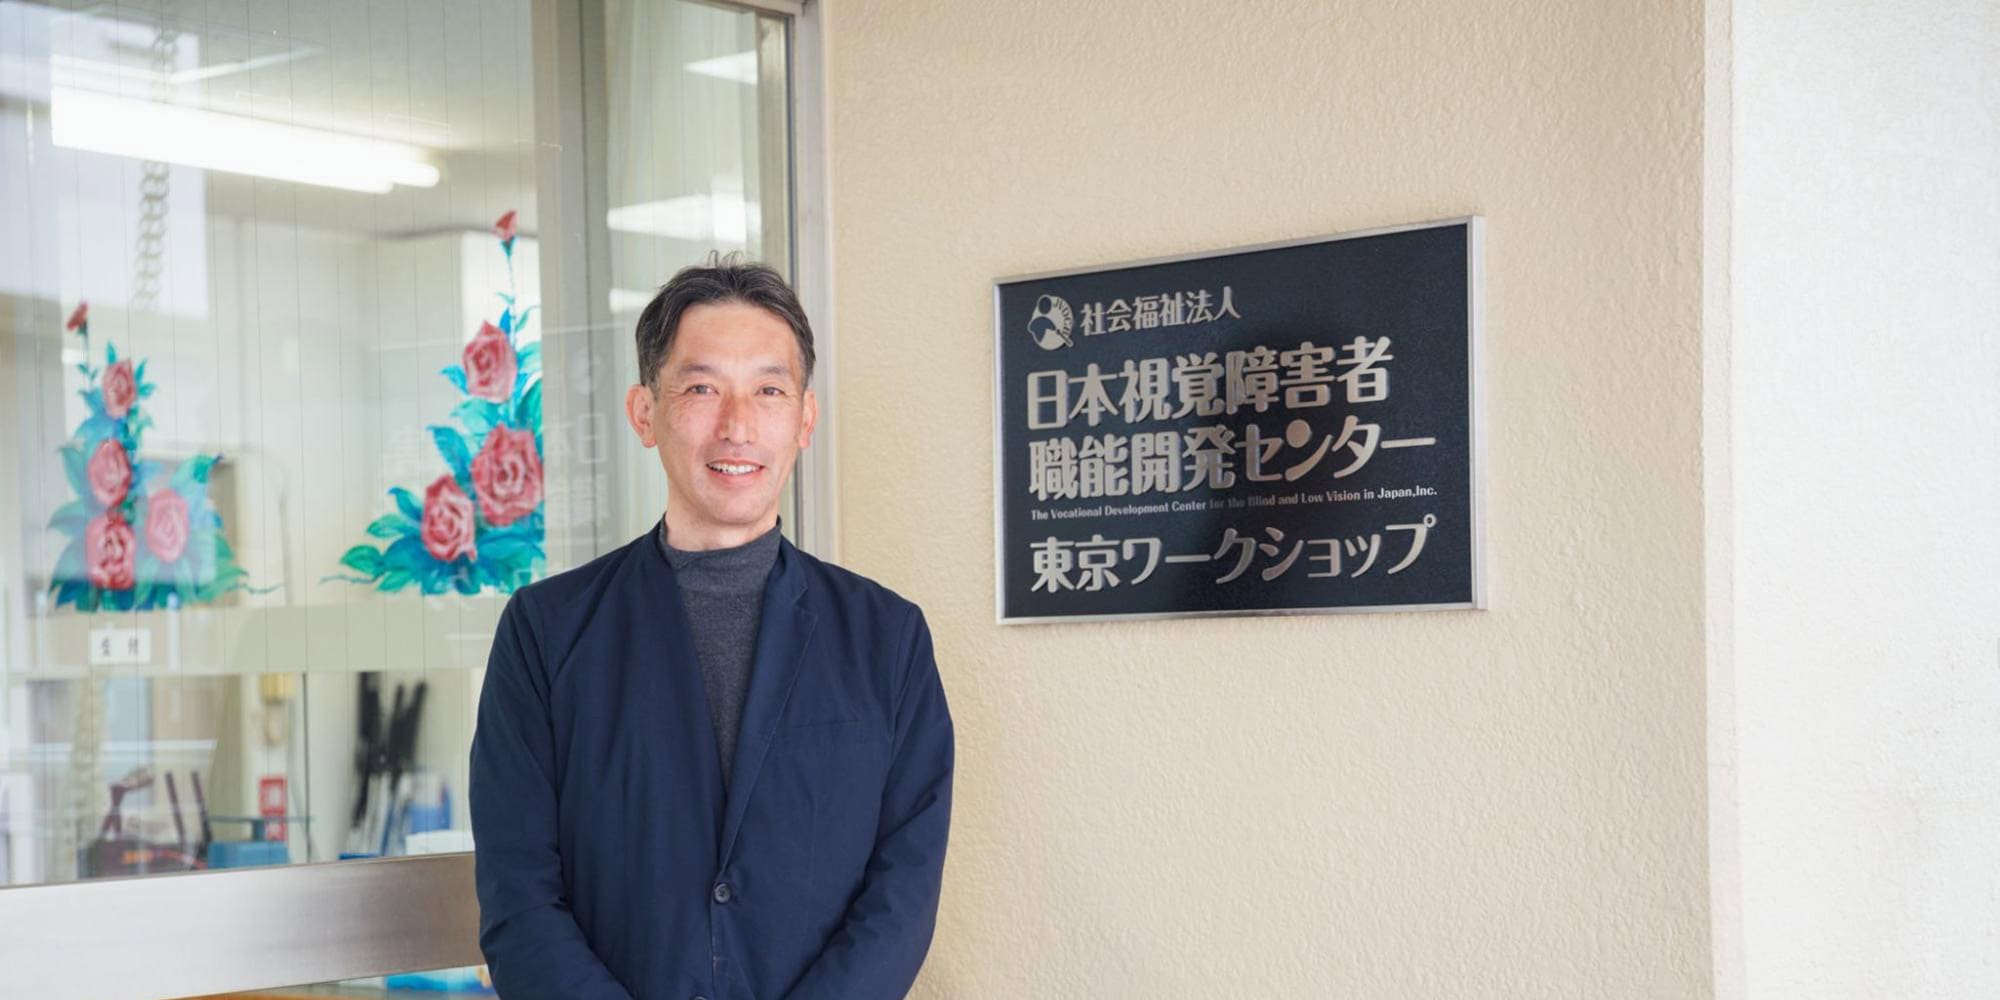 社会福祉法人
日本視覚障害者
職能開発センター
The Vocational Development Center for the Blind and Low Vision in Japan,Inc.
東京ワークショップ
受付